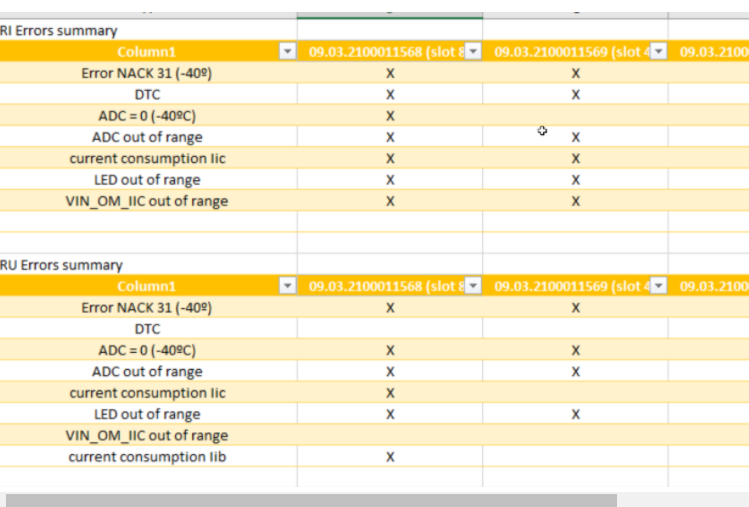 RI Errors summary
Column1 09.03.2100011568 (slot 8 09.03.2100011569 (slot 4 09.03.2100
Error NACK 31 (-40º) X X
DTC X X
ADC = 0 (-40ºC) X
ADC out of range X X
current consumption Iic X X
LED out of range X X
VIN_OM_IIC out of range X X
RU Errors summary
Column1 09.03.2100011568 (slot 8 09.03.2100011569 (slot 4 09.03.2100
Error NACK 31 (-40º) X X
DTC
ADC = 0 (-40ºC) X X
ADC out of range X X
current consumption Iic X
LED out of range X X
VIN_OM_IIC out of range
current consumption Iib X